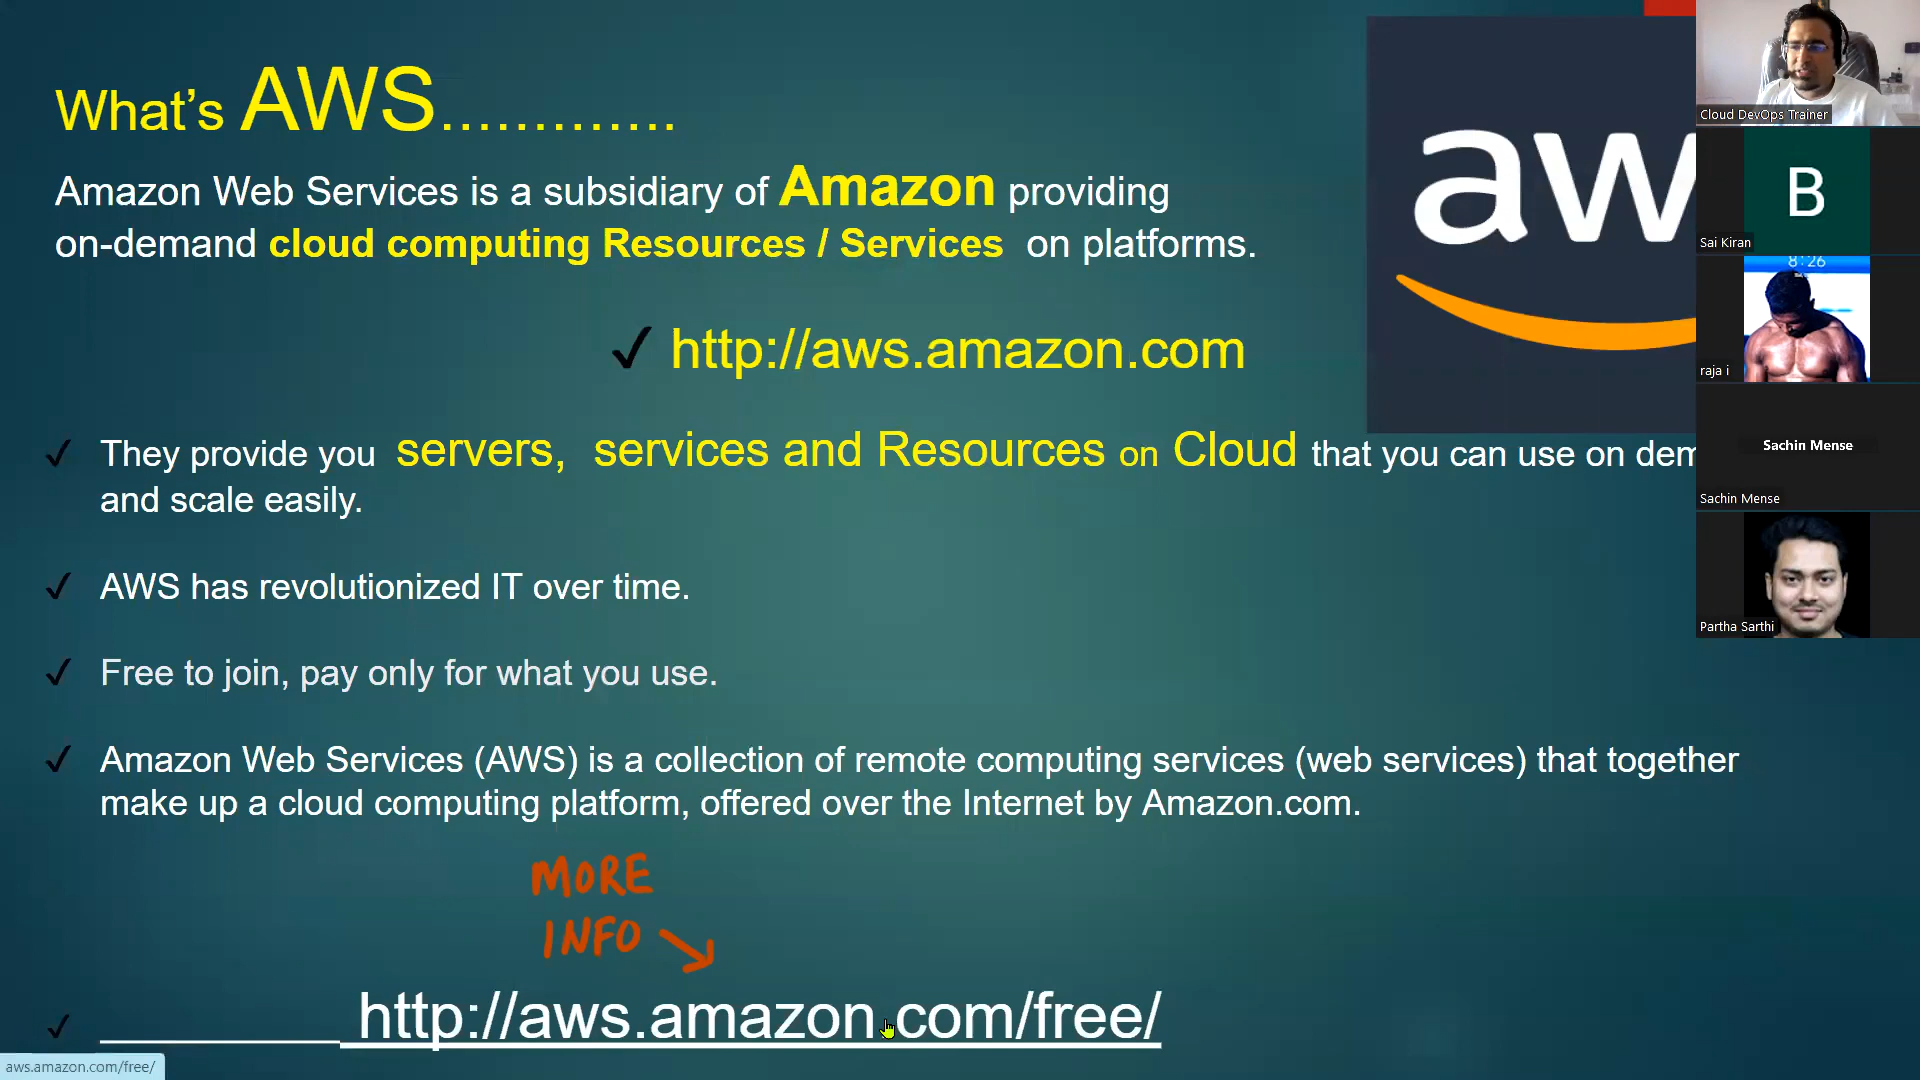 What’s AWS.............
Amazon Web Services is a subsidiary of Amazon providing
on-demand cloud computing Resources / Services on platforms.
✓ http://aws.amazon.com
✓ They provide you servers, services and Resources on Cloud that you can use on dem
and scale easily.
✓ AWS has revolutionized IT over time.
✓ Free to join, pay only for what you use.
✓ Amazon Web Services (AWS) is a collection of remote computing services (web services) that together
make up a cloud computing platform, offered over the Internet by Amazon.com.
MORE
INFO
✓ http://aws.amazon.com/free/
aws.amazon.com/free/
aw
Cloud DevOps Trainer
B
Sai Kiran
8:26
raja i
Sachin Mense
Sachin Mense
Partha Sarthi